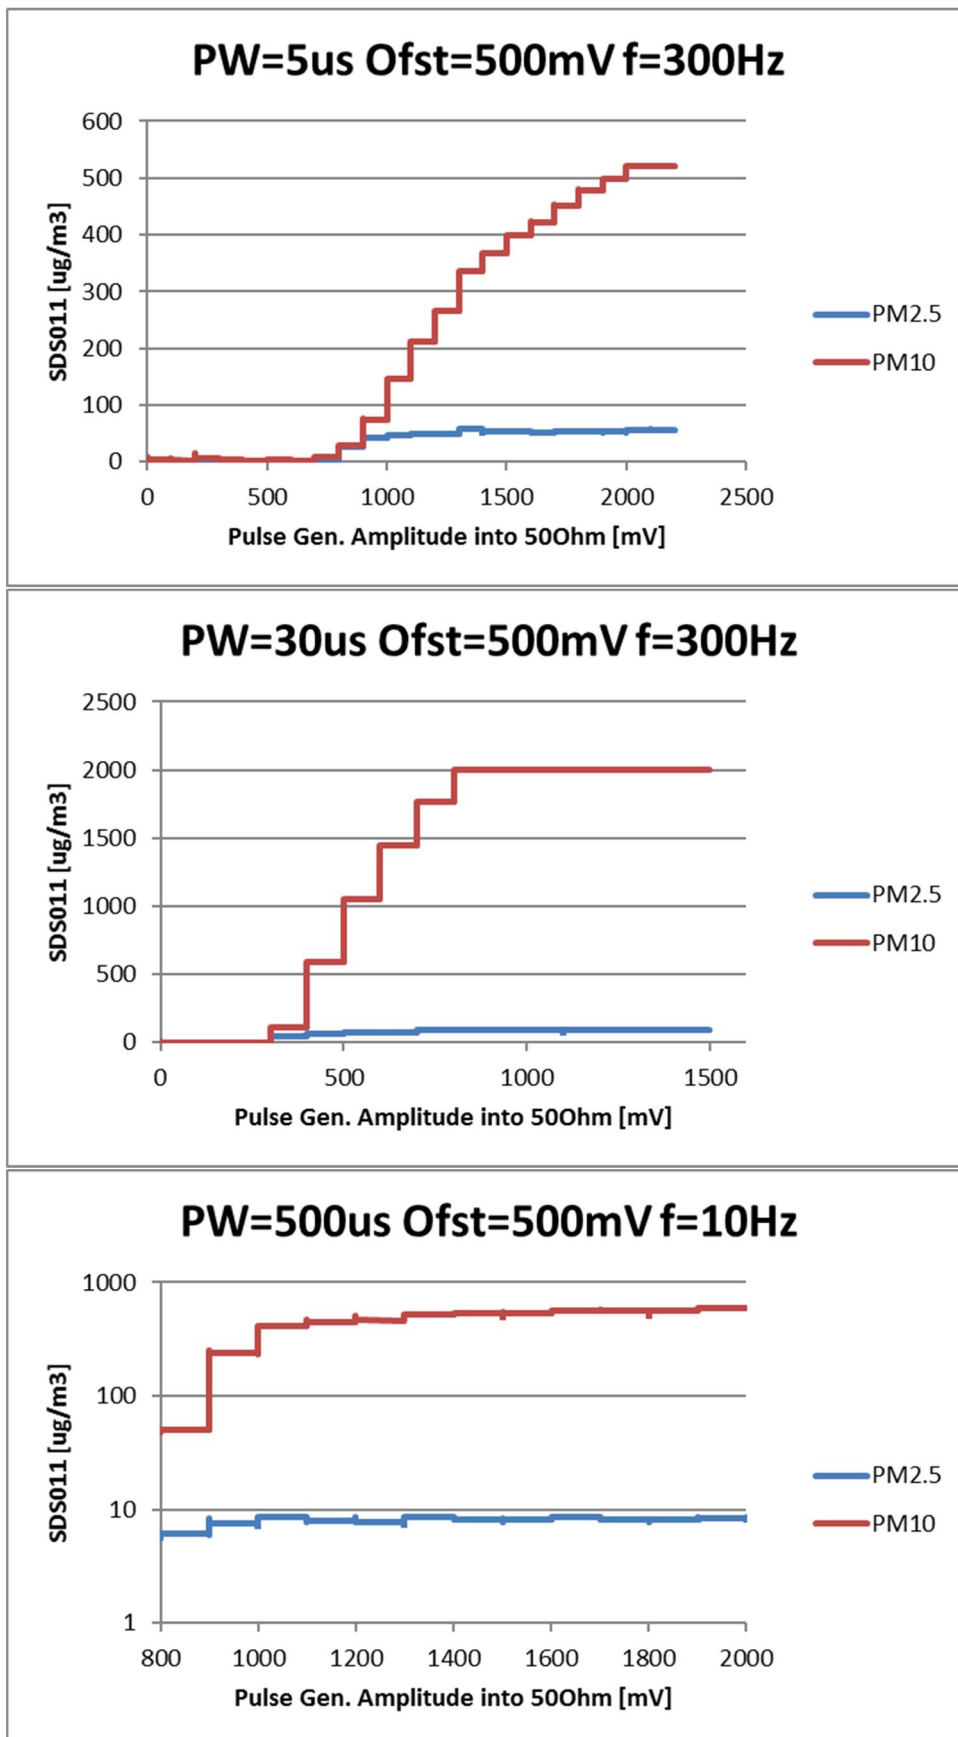 PW=5us Ofst=500mV f=300Hz
600
500
400
300
200
100
0
SDS011 [ug/m3]
0 500 1000 1500 2000 2500
Pulse Gen. Amplitude into 50Ohm [mV]
PM2.5
PM10
PW=30us Ofst=500mV f=300Hz
2500
2000
1500
1000
500
0
SDS011 [ug/m3]
0 500 1000 1500
Pulse Gen. Amplitude into 50Ohm [mV]
PM2.5
PM10
PW=500us Ofst=500mV f=10Hz
1000
100
10
1
SDS011 [ug/m3]
800 1000 1200 1400 1600 1800 2000
Pulse Gen. Amplitude into 50Ohm [mV]
PM2.5
PM10